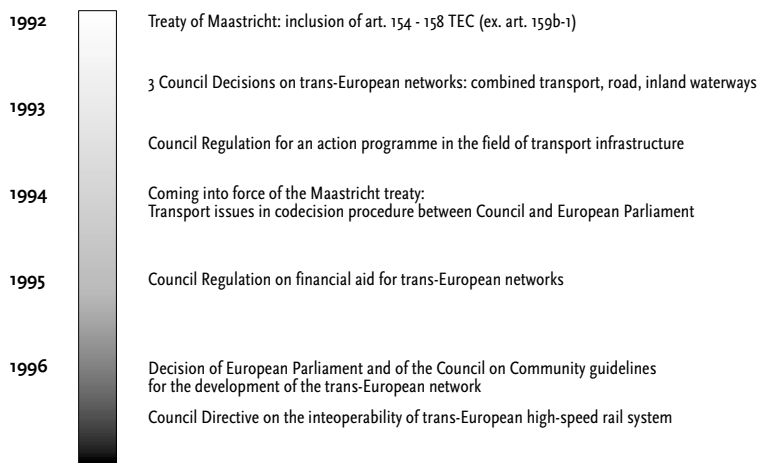 1992 Treaty of Maastricht: inclusion of art. 154 - 158 TEC (ex. art. 159b-1)
3 Council Decisions on trans-European networks: combined transport, road, inland waterways
1993
Council Regulation for an action programme in the field of transport infrastructure
1994 Coming into force of the Maastricht treaty:
Transport issues in codecision procedure between Council and European Parliament
1995 Council Regulation on financial aid for trans-European networks
1996 Decision of European Parliament and of the Council on Community guidelines
for the development of the trans-European network
Council Directive on the inteoperability of trans-European high-speed rail system